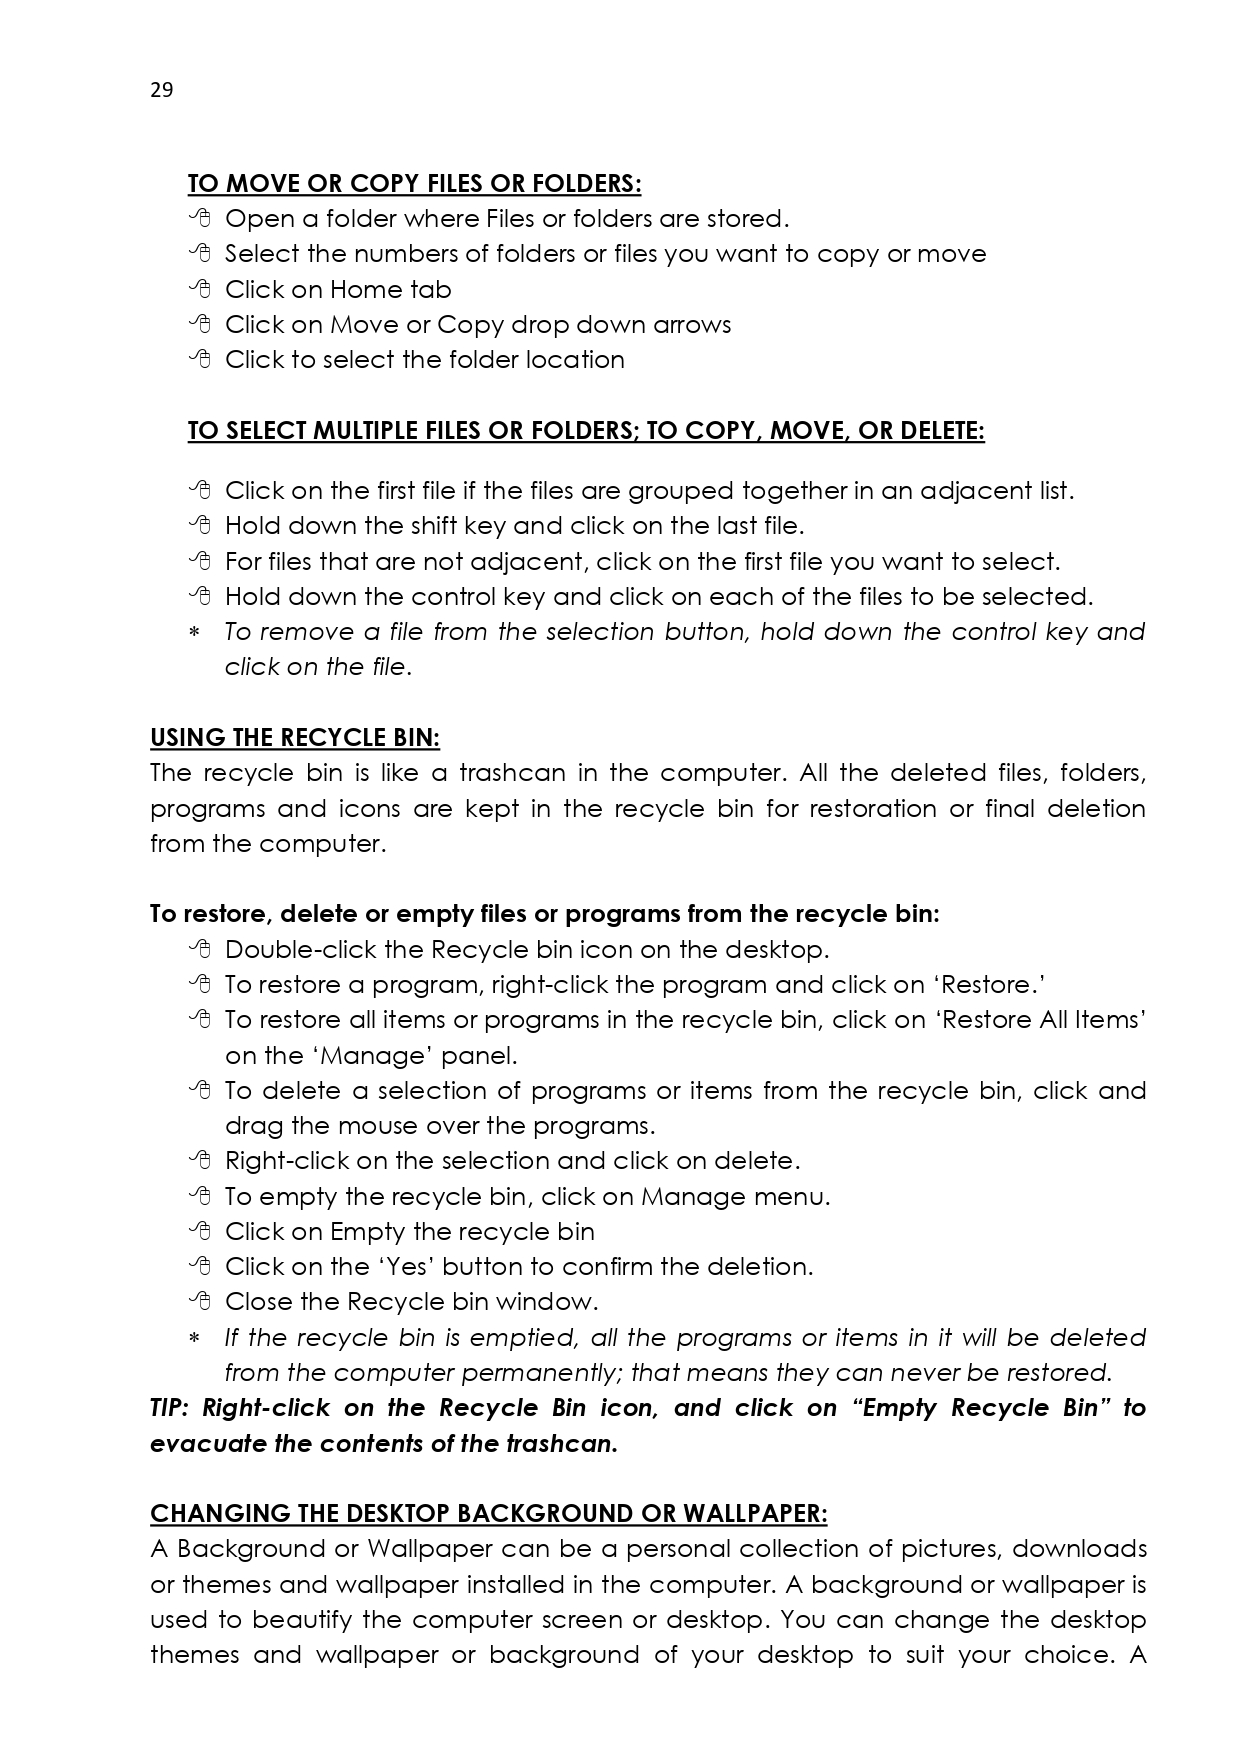 29
TO MOVE OR COPY FILES OR FOLDERS:
Open a folder where Files or folders are stored.
Select the numbers of folders or files you want to copy or move
Click on Home tab
Click on Move or Copy drop down arrows
Click to select the folder location
TO SELECT MULTIPLE FILES OR FOLDERS; TO COPY, MOVE, OR DELETE:
Click on the first file if the files are grouped together in an adjacent list.
Hold down the shift key and click on the last file.
For files that are not adjacent, click on the first file you want to select.
Hold down the control key and click on each of the files to be selected.
* To remove a file from the selection button, hold down the control key and
click on the file.
USING THE RECYCLE BIN:
The recycle bin is like a trashcan in the computer. All the deleted files, folders,
programs and icons are kept in the recycle bin for restoration or final deletion
from the computer.
To restore, delete or empty files or programs from the recycle bin:
Double-click the Recycle bin icon on the desktop.
To restore a program, right-click the program and click on ‘Restore.’
To restore all items or programs in the recycle bin, click on ‘Restore All Items’
on the ‘Manage’ panel.
To delete a selection of programs or items from the recycle bin, click and
drag the mouse over the programs.
Right-click on the selection and click on delete.
To empty the recycle bin, click on Manage menu.
Click on Empty the recycle bin
Click on the ‘Yes’ button to confirm the deletion.
Close the Recycle bin window.
* If the recycle bin is emptied, all the programs or items in it will be deleted
from the computer permanently; that means they can never be restored.
TIP: Right-click on the Recycle Bin icon, and click on “Empty Recycle Bin” to
evacuate the contents of the trashcan.
CHANGING THE DESKTOP BACKGROUND OR WALLPAPER:
A Background or Wallpaper can be a personal collection of pictures, downloads
or themes and wallpaper installed in the computer. A background or wallpaper is
used to beautify the computer screen or desktop. You can change the desktop
themes and wallpaper or background of your desktop to suit your choice. A